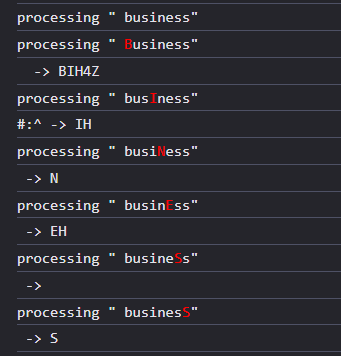 processing " business"
processing " Business"
-> BIH4Z
processing " busIness"
#:^ -> IH
processing " busiNess"
-> N
processing " businEss"
-> EH
processing " busineSs"
->
processing " businesS"
-> S